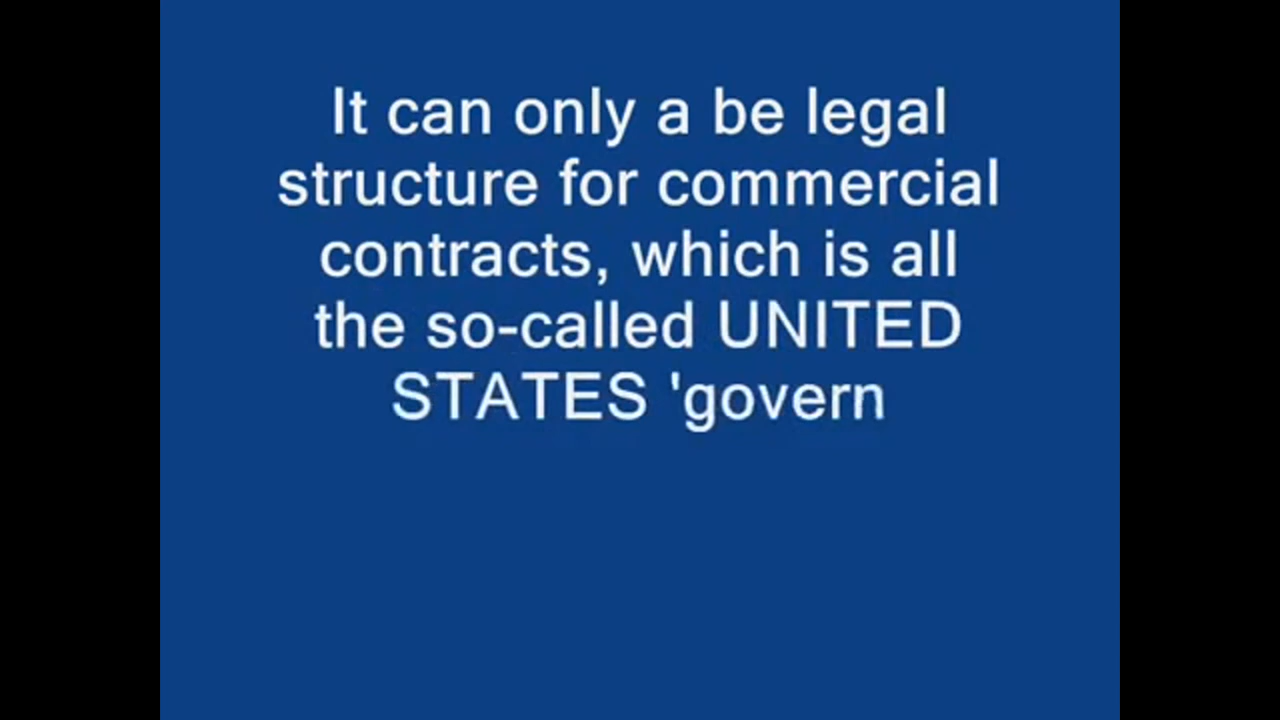 It can only a be legal
structure for commercial
contracts, which is all
the so-called UNITED
STATES 'govern